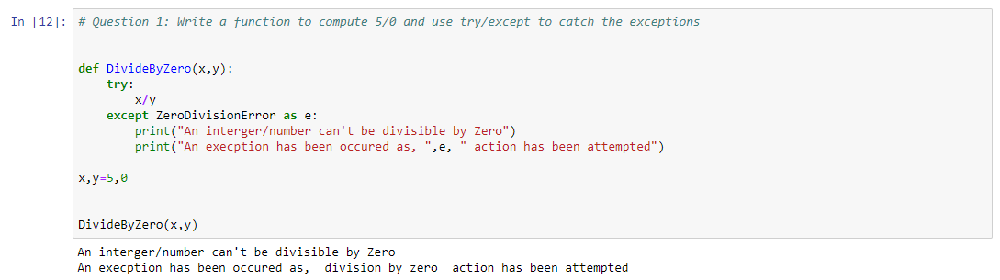 In [12]: # Question 1: Write a function to compute 5/0 and use try/except to catch the exceptions
def DivideByZero(x,y):
    try:
        x/y
    except ZeroDivisionError as e:
        print("An interger/number can't be divisible by Zero")
        print("An execption has been occured as, ",e, " action has been attempted")
x,y=5,0
DivideByZero(x,y)
An interger/number can't be divisible by Zero
An execption has been occured as,  division by zero  action has been attempted